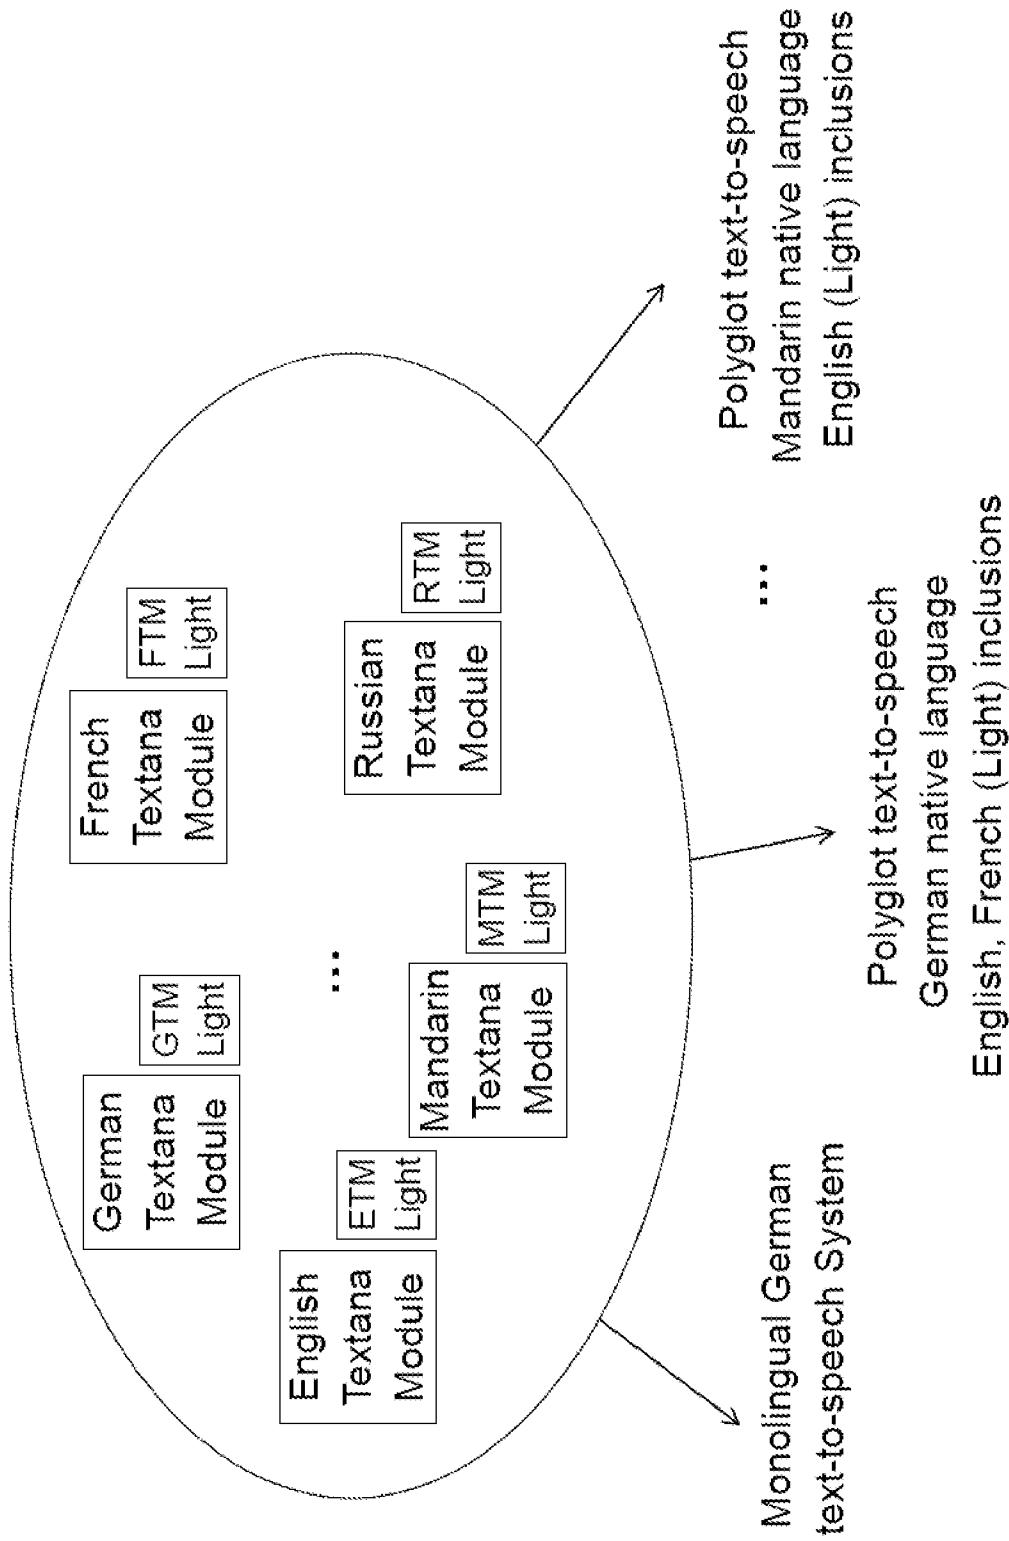 German
Textana
Module
GTM
Light
French
Textana
Module
FTM
Light
English
Textana
Module
ETM
Light
...
Mandarin
Textana
Module
MTM
Light
Russian
Textana
Module
RTM
Light
Monolingual German
text-to-speech System
Polyglot text-to-speech
German native language
English, French (Light) inclusions
...
Polyglot text-to-speech
Mandarin native language
English (Light) inclusions